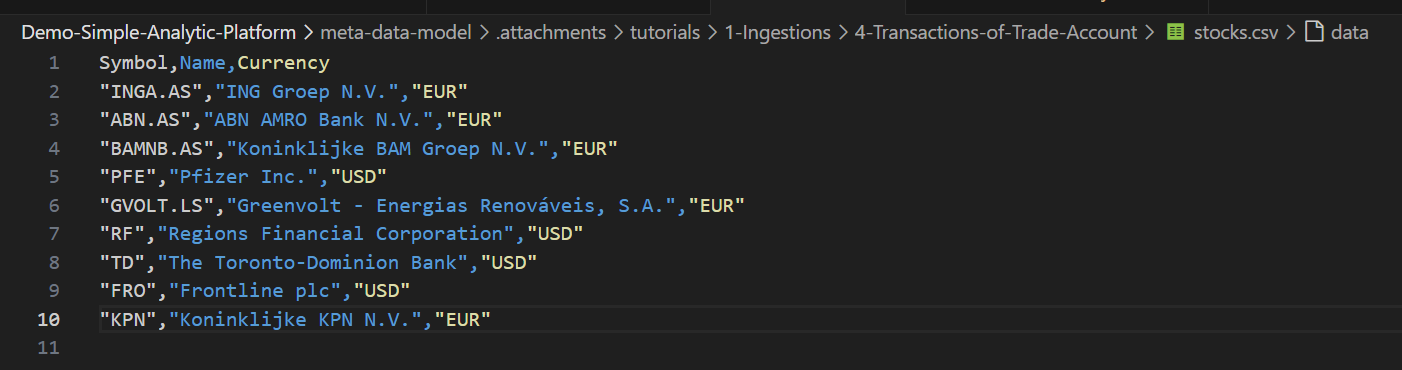 Demo-Simple-Analytic-Platform > meta-data-model > .attachments > tutorials > 1-Ingestions > 4-Transactions-of-Trade-Account > stocks.csv > data
1 Symbol,Name,Currency
2 "INGA.AS","ING Groep N.V.","EUR"
3 "ABN.AS","ABN AMRO Bank N.V.","EUR"
4 "BAMNB.AS","Koninklijke BAM Groep N.V.","EUR"
5 "PFE","Pfizer Inc.","USD"
6 "GVOLT.LS","Greenvolt - Energias Renováveis, S.A.","EUR"
7 "RF","Regions Financial Corporation","USD"
8 "TD","The Toronto-Dominion Bank","USD"
9 "FRO","Frontline plc","USD"
10 "KPN","Koninklijke KPN N.V.","EUR"
11